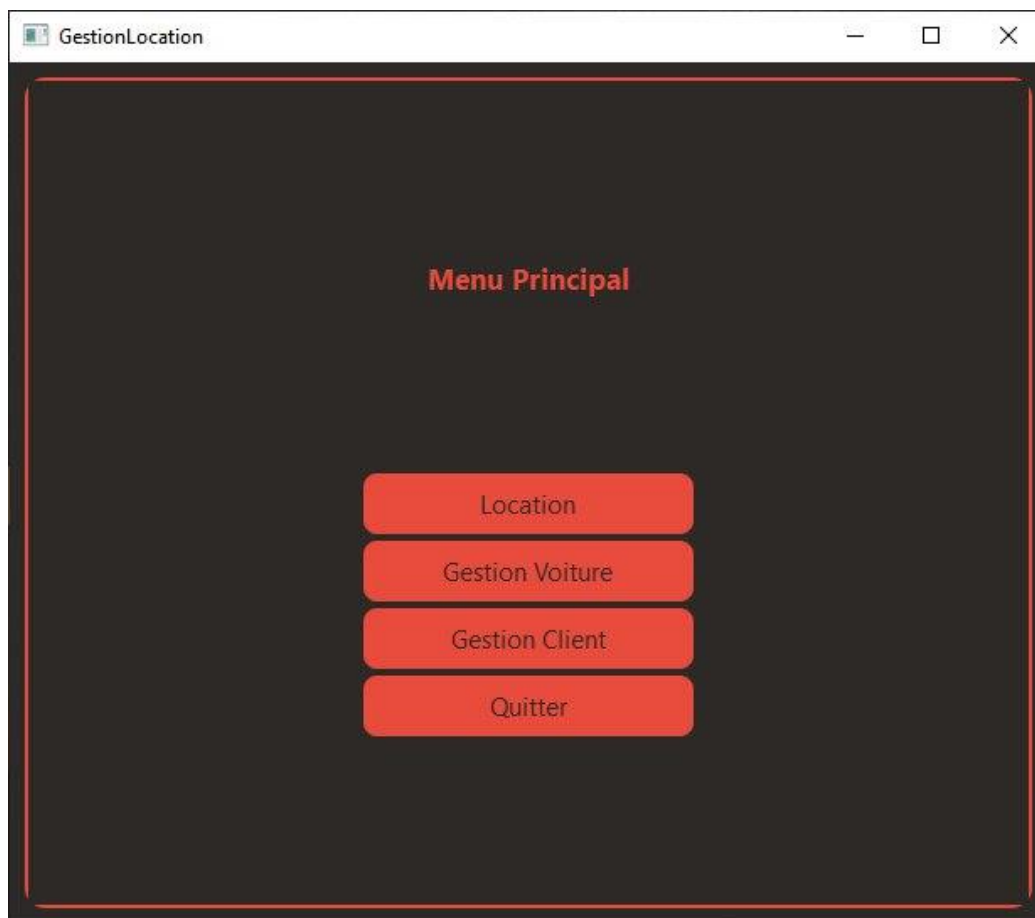 GestionLocation
Menu Principal
Location
Gestion Voiture
Gestion Client
Quitter